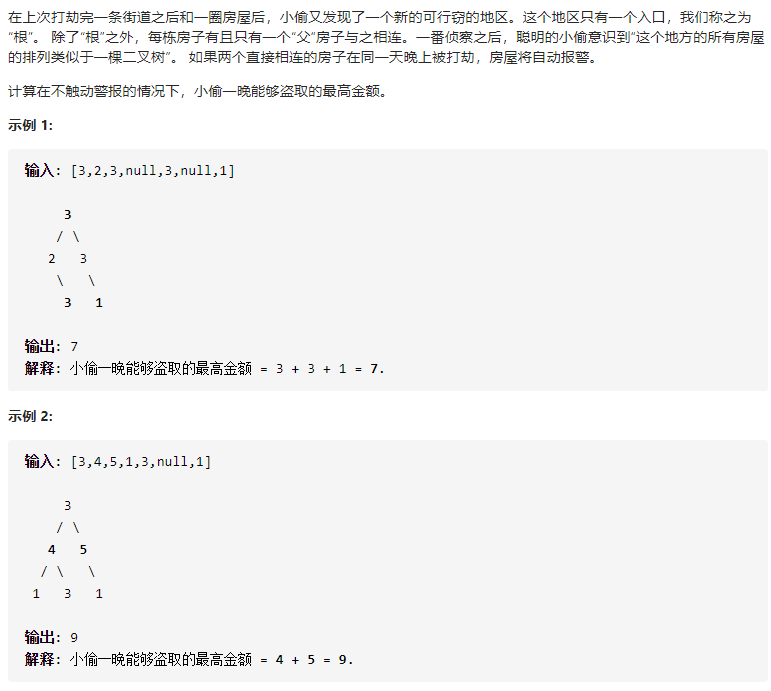 在上次打劫完一条街道之后和一圈房屋后，小偷又发现了一个新的可行窃的地区。这个地区只有一个入口，我们称之为
“根”。 除了“根”之外，每栋房子有且只有一个“父”房子与之相连。一番侦察之后，聪明的小偷意识到“这个地方的所有房屋
的排列类似于一棵二叉树”。 如果两个直接相连的房子在同一天晚上被打劫，房屋将自动报警。
计算在不触动警报的情况下，小偷一晚能够盗取的最高金额。
示例 1:
输入: [3,2,3,null,3,null,1]
3
/ \
2 3
\ \
3 1
输出: 7
解释: 小偷一晚能够盗取的最高金额 = 3 + 3 + 1 = 7.
示例 2:
输入: [3,4,5,1,3,null,1]
3
/ \
4 5
/ \ \
1 3 1
输出: 9
解释: 小偷一晚能够盗取的最高金额 = 4 + 5 = 9.